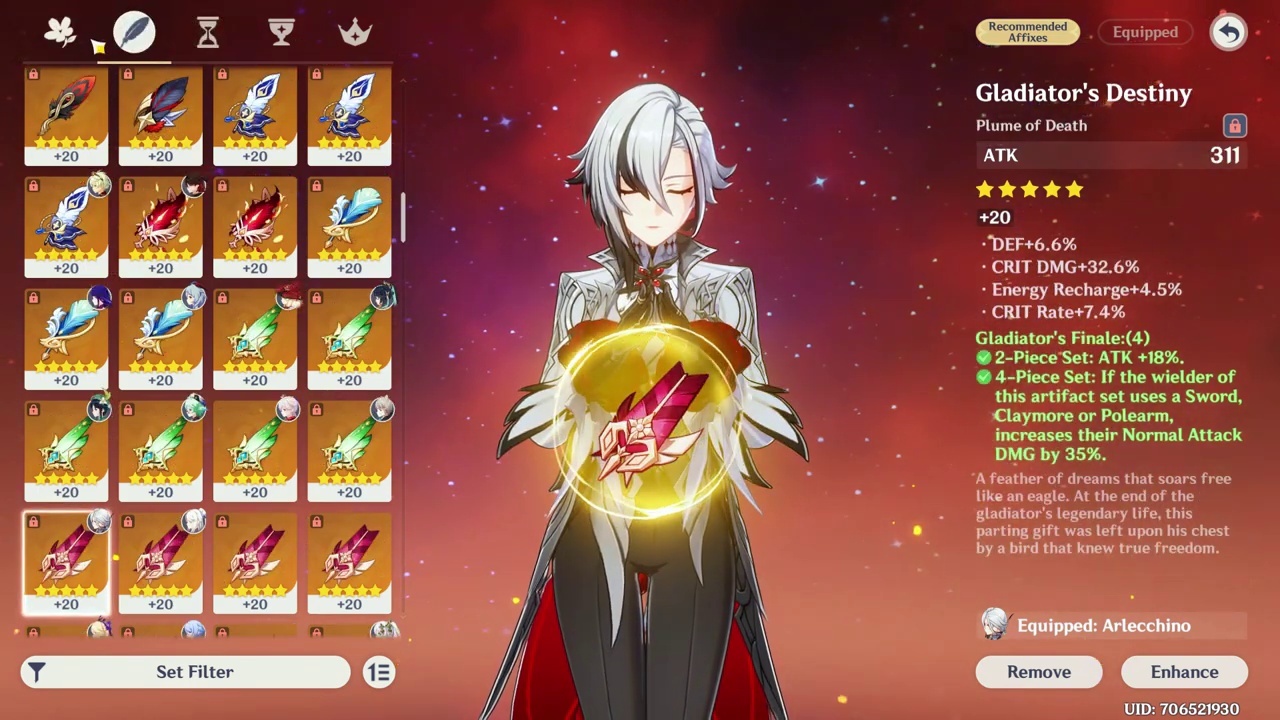 Recommended
Affixes
Equipped
Gladiator's Destiny
Plume of Death
ATK 311
+20
· DEF+6.6%
· CRIT DMG+32.6%
· Energy Recharge+4.5%
· CRIT Rate+7.4%
Gladiator's Finale:(4)
2-Piece Set: ATK +18%.
4-Piece Set: If the wielder of
this artifact set uses a Sword,
Claymore or Polearm,
increases their Normal Attack
DMG by 35%.
A feather of dreams that soars free
like an eagle. At the end of the
gladiator's legendary life, this
parting gift was left upon his chest
by a bird that knew true freedom.
Equipped: Arlecchino
Remove Enhance
UID: 706521930
+20 +20 +20 +20
+20 +20 +20 +20
+20 +20 +20 +20
+20 +20 +20 +20
+20 +20 +20 +20
Set Filter
1